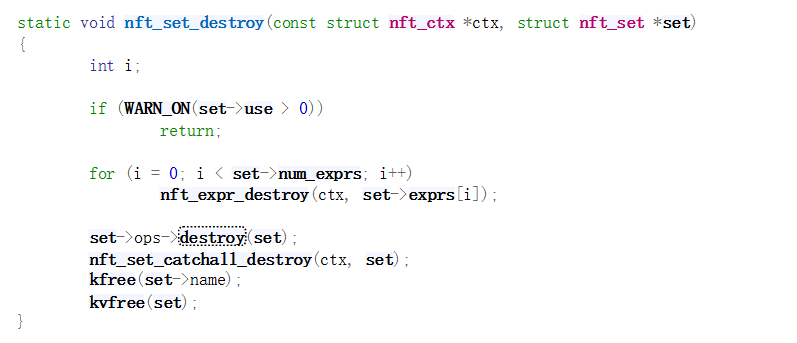 static void nft_set_destroy(const struct nft_ctx *ctx, struct nft_set *set)
{
        int i;

        if (WARN_ON(set->use > 0))
                return;

        for (i = 0; i < set->num_exprs; i++)
                nft_expr_destroy(ctx, set->exprs[i]);

        set->ops->destroy(set);
        nft_set_catchall_destroy(ctx, set);
        kfree(set->name);
        kvfree(set);
}